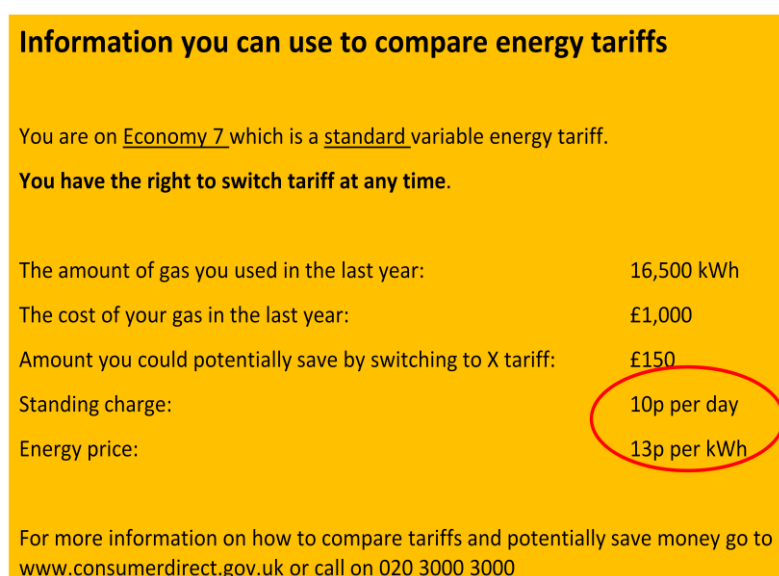 Information you can use to compare energy tariffs
You are on Economy 7 which is a standard variable energy tariff.
You have the right to switch tariff at any time.
The amount of gas you used in the last year: 16,500 kWh
The cost of your gas in the last year: £1,000
Amount you could potentially save by switching to X tariff: £150
Standing charge: 10p per day
Energy price: 13p per kWh
For more information on how to compare tariffs and potentially save money go to
www.consumerdirect.gov.uk or call on 020 3000 3000